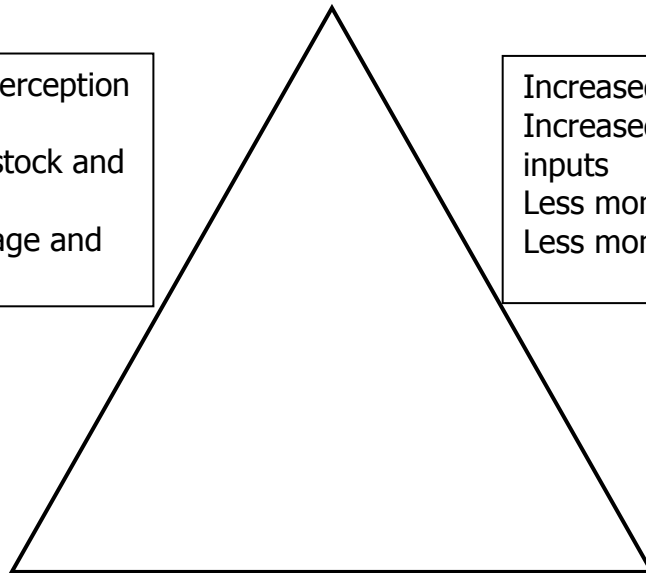 erception
stock and
age and
Increased
Increased
inputs
Less mor
Less mor